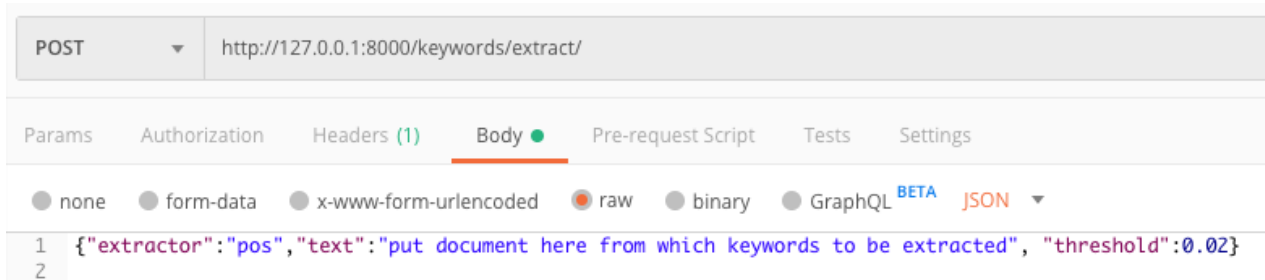 POST http://127.0.0.1:8000/keywords/extract/
Params Authorization Headers (1) Body Pre-request Script Tests Settings
none form-data x-www-form-urlencoded raw binary GraphQL BETA JSON
1 {"extractor":"pos","text":"put document here from which keywords to be extracted", "threshold":0.02}
2